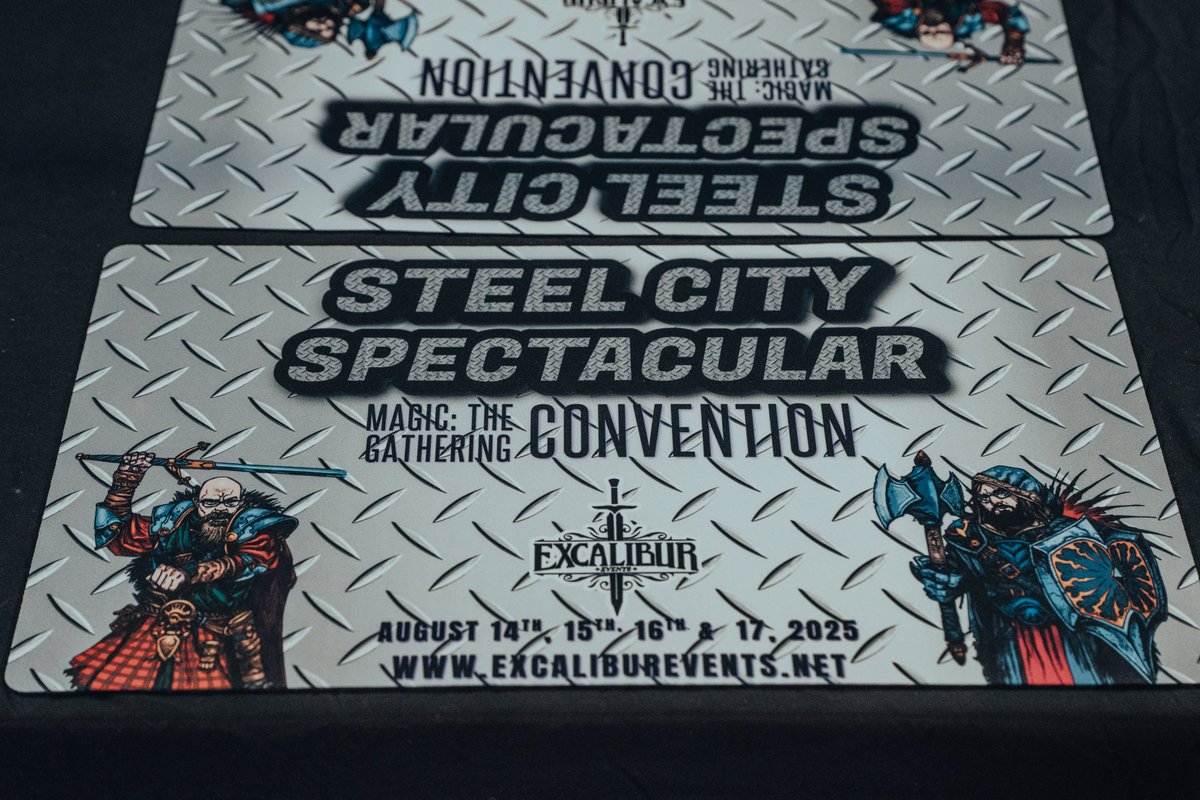 EXCALIBUR
MAGIC: THE
GATHERING
CONVENTION
SPECTACULAR
STEEL CITY
STEEL CITY
SPECTACULAR
MAGIC: THE
GATHERING
CONVENTION
EXCALIBUR
EVENTS
AUGUST 14TH, 15TH, 16TH & 17, 2025
WWW.EXCALIBUREVENTS.NET